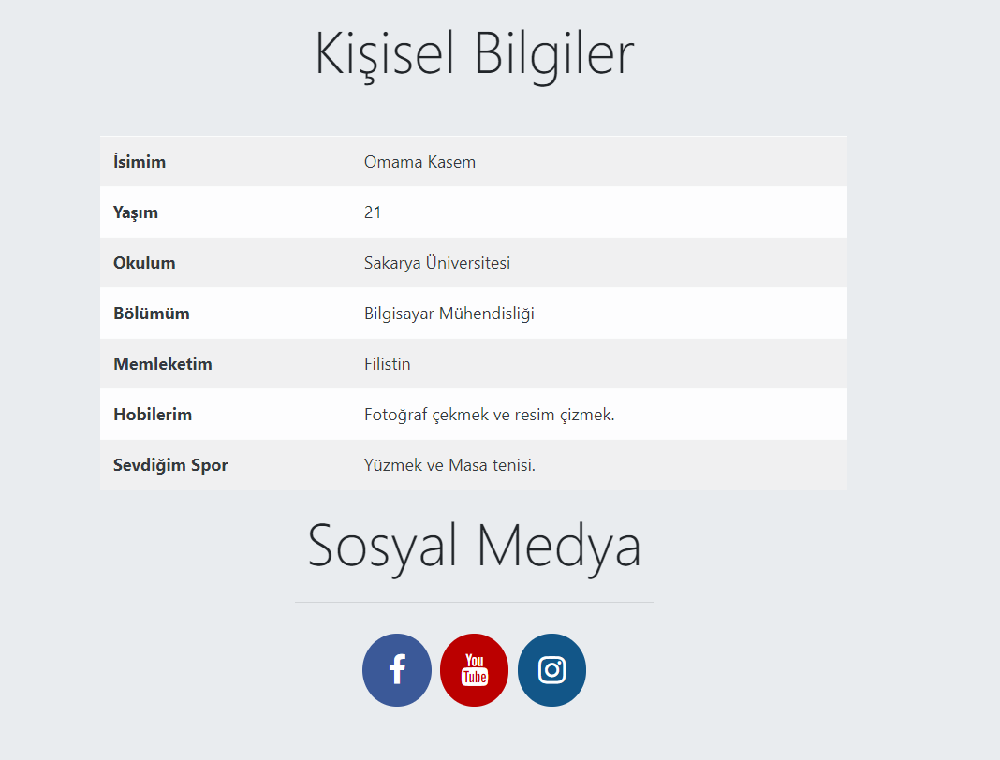 Kişisel Bilgiler
İsimim Omama Kasem
Yaşım 21
Okulum Sakarya Üniversitesi
Bölümüm Bilgisayar Mühendisliği
Memleketim Filistin
Hobilerim Fotoğraf çekmek ve resim çizmek.
Sevdiğim Spor Yüzmek ve Masa tenisi.
Sosyal Medya
f
You
Tube